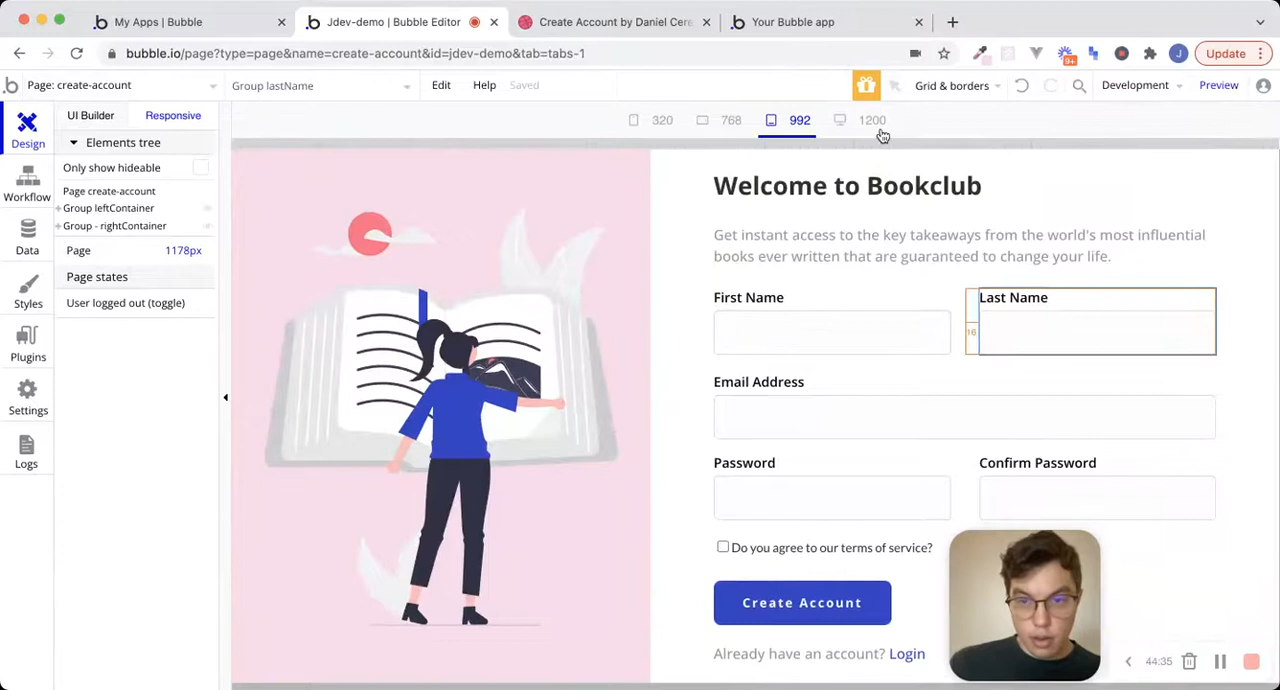 My Apps | Bubble
Jdev-demo | Bubble Editor
Create Account by Daniel Cere
Your Bubble app
bubble.io/page?type=page&name=create-account&id=jdev-demo&tab=tabs-1
9+
J
Update
Page: create-account
Group lastName
Edit
Help
Saved
Grid & borders
Development
Preview
UI Builder
Responsive
320
768
992
1200
Design
Elements tree
Only show hideable
Page create-account
Group leftContainer
Group - rightContainer
Page
1178px
Page states
User logged out (toggle)
Workflow
Data
Styles
Plugins
Settings
Logs
Welcome to Bookclub
Get instant access to the key takeaways from the world's most influential
books ever written that are guaranteed to change your life.
First Name
Last Name
16
Email Address
Password
Confirm Password
Do you agree to our terms of service?
Create Account
Already have an account? Login
44:35